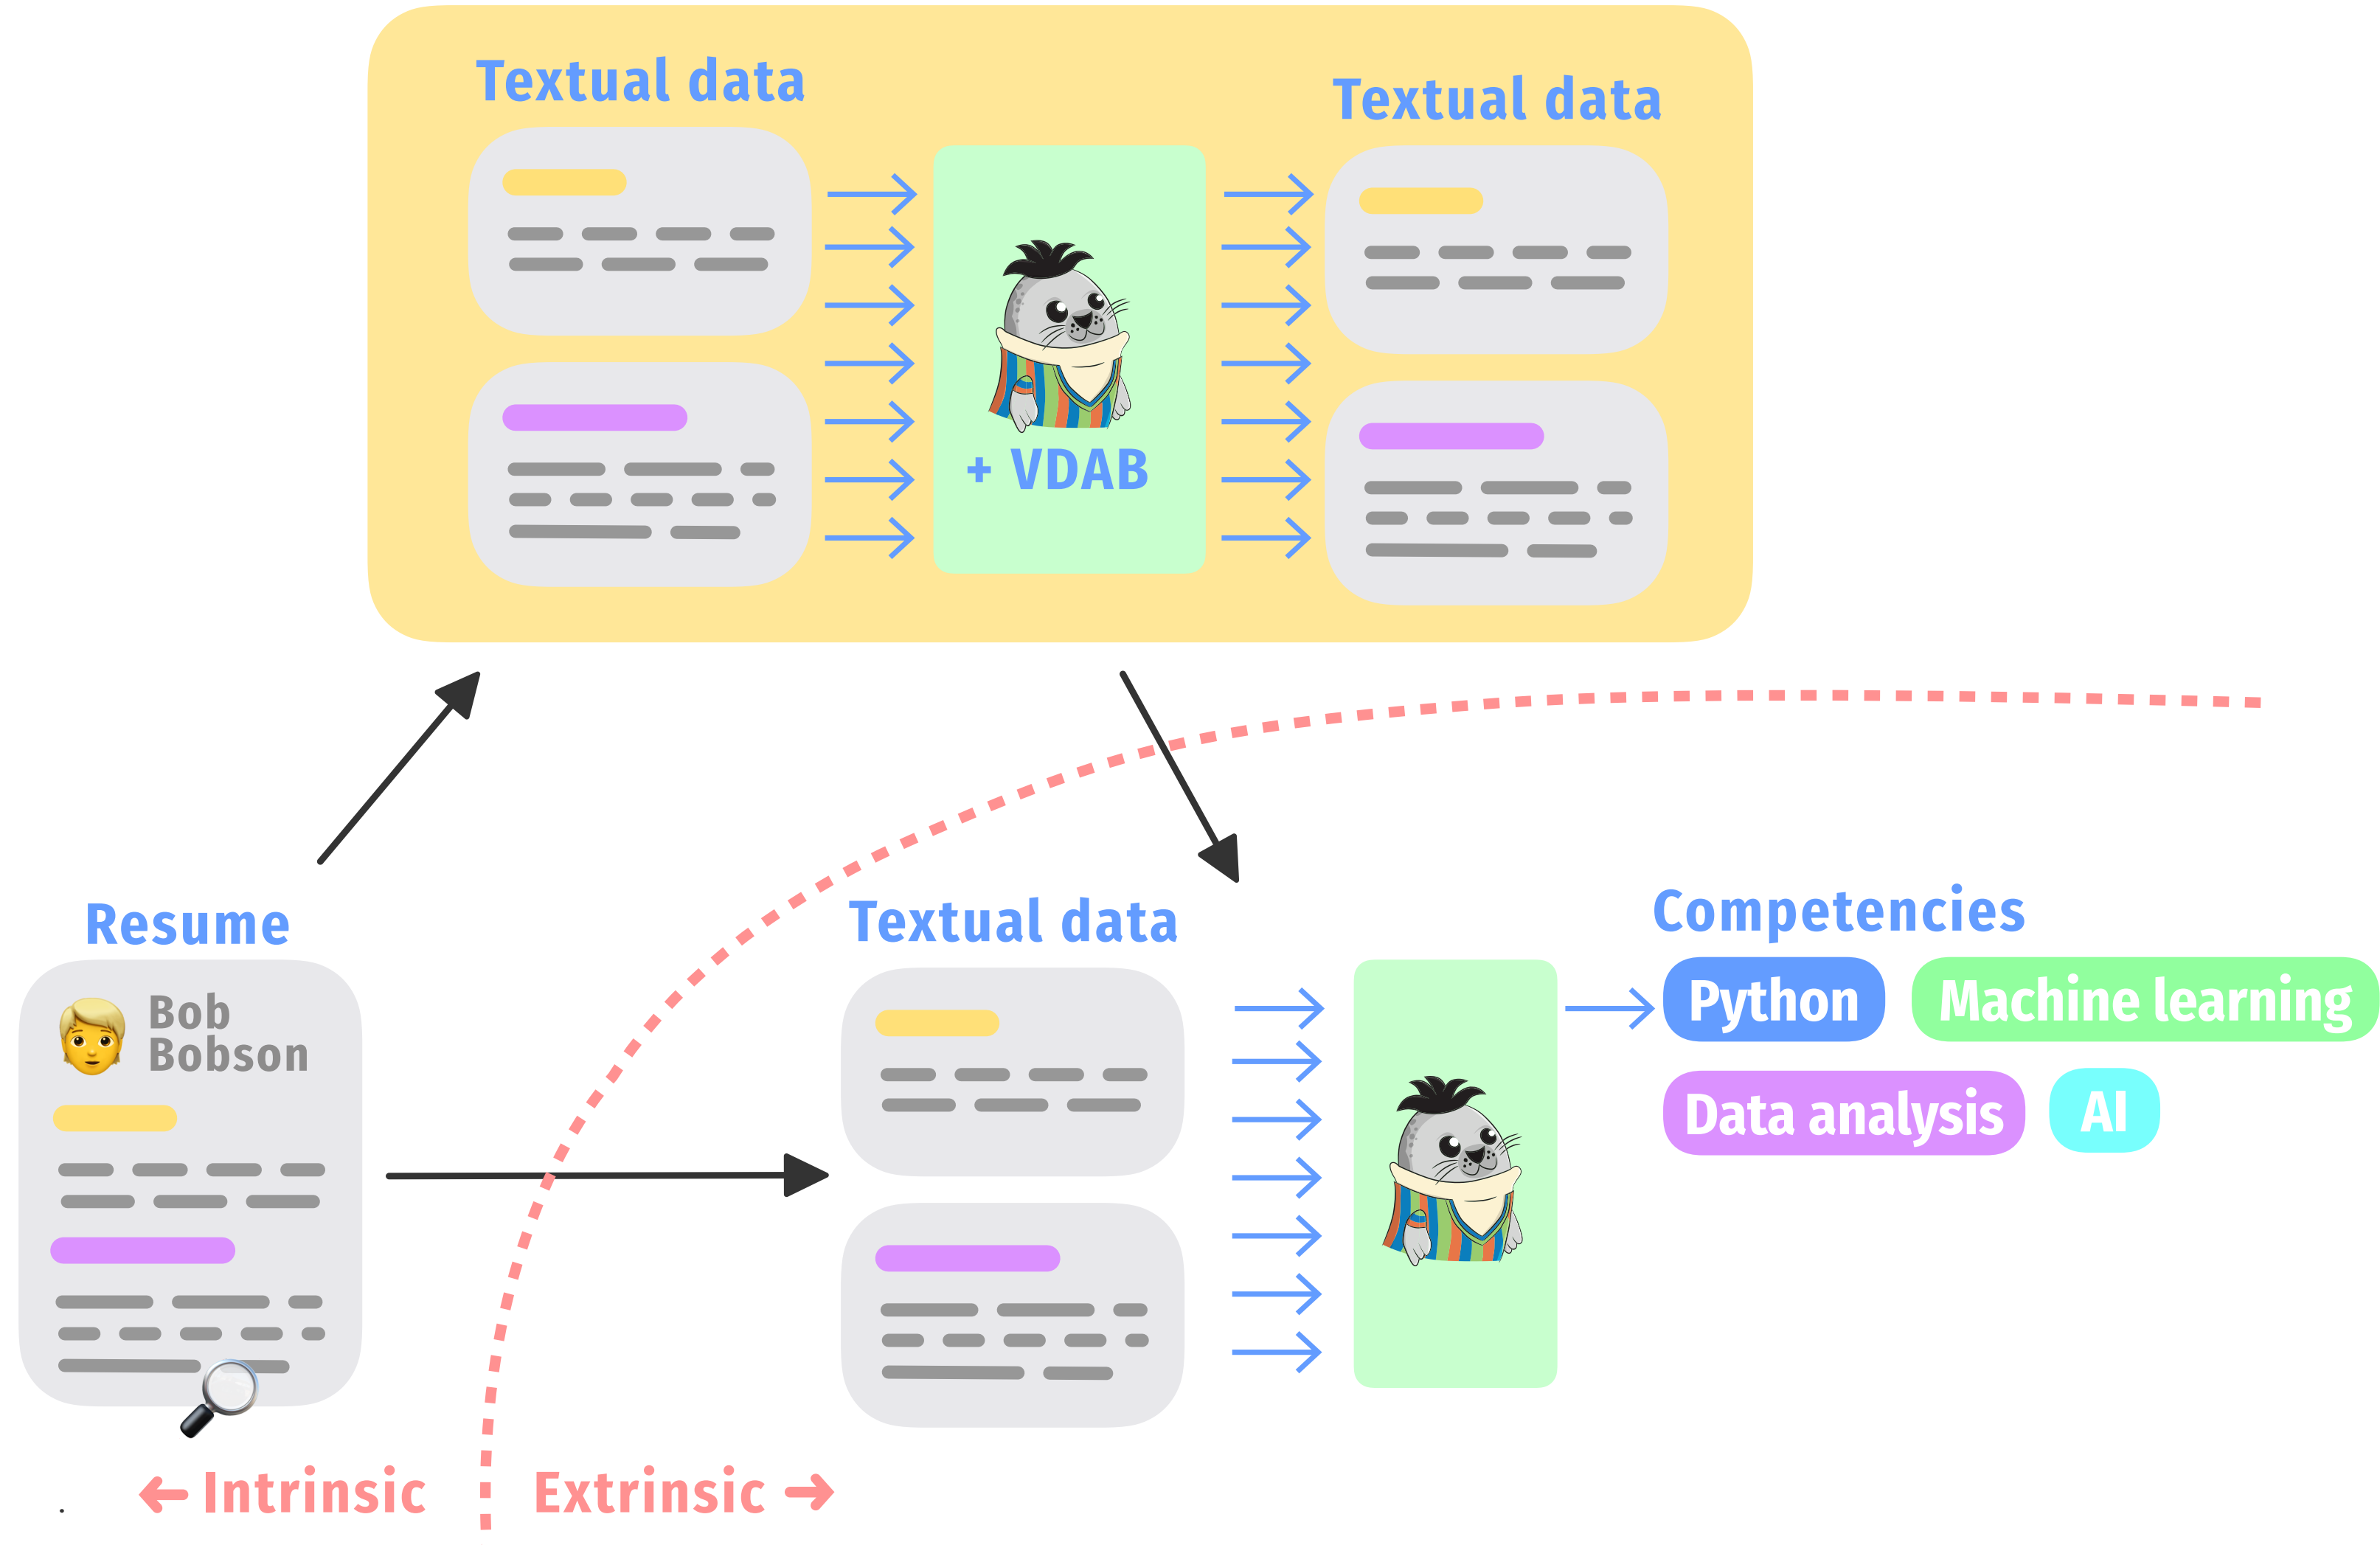 Textual data
Textual data
+ VDAB
Resume
Bob
Bobson
Textual data
Competencies
Python
Machine learning
Data analysis
AI
← Intrinsic
Extrinsic →